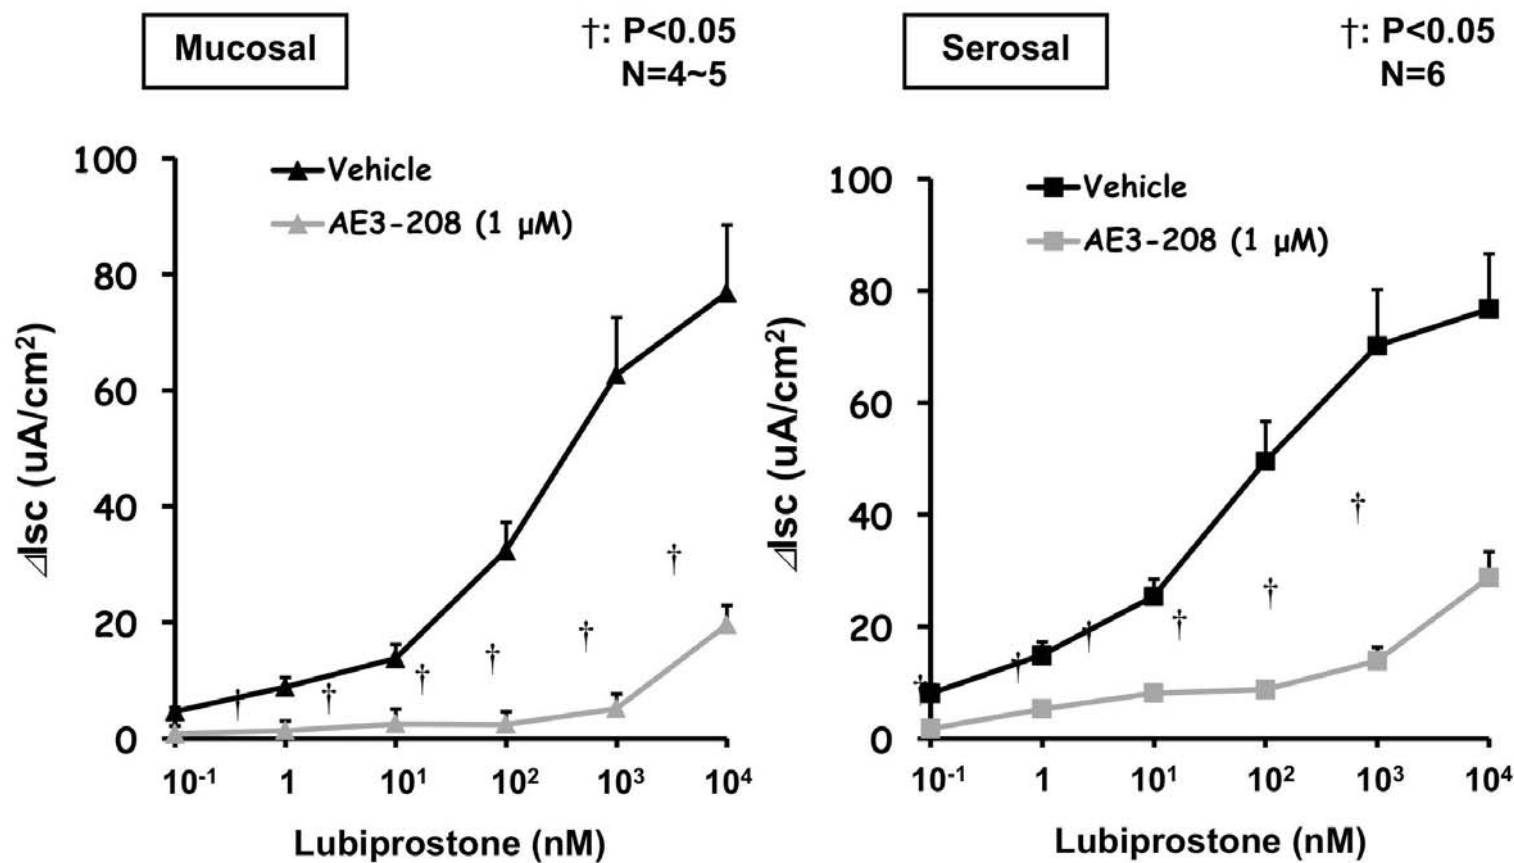 Mucosal
†: P<0.05
N=4~5
100
80
60
40
20
0
⊿Isc (uA/cm²)
Vehicle
AE3-208 (1 µM)
†
†
†
†
†
†
10⁻¹ 1 10¹ 10² 10³ 10⁴
Lubiprostone (nM)
Serosal
†: P<0.05
N=6
100
80
60
40
20
0
⊿Isc (uA/cm²)
Vehicle
AE3-208 (1 µM)
†
†
†
†
†
†
10⁻¹ 1 10¹ 10² 10³ 10⁴
Lubiprostone (nM)